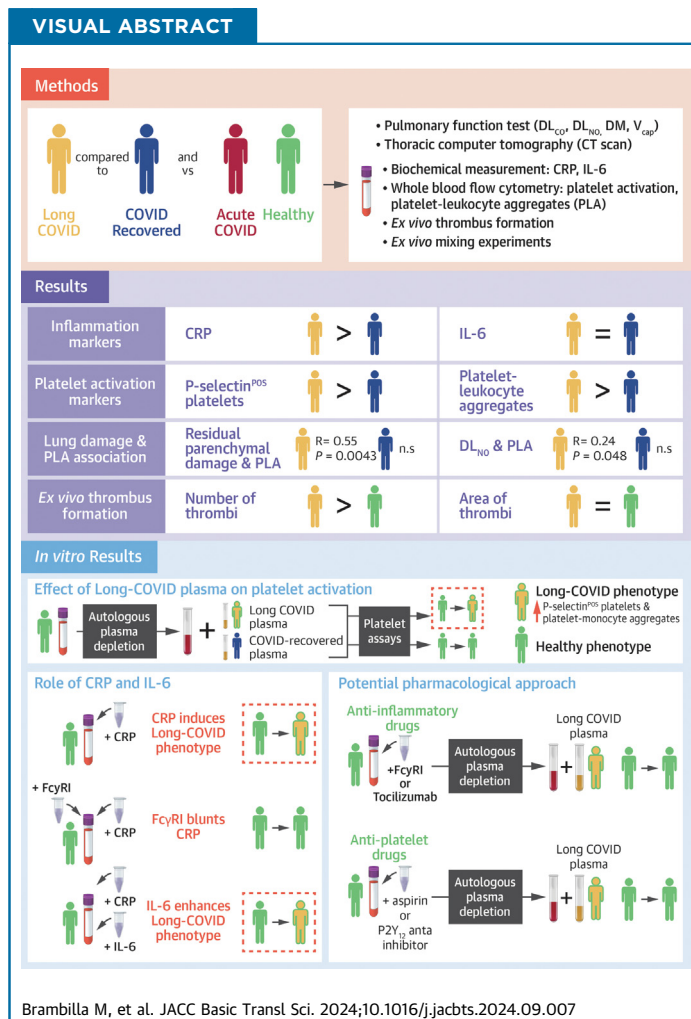 VISUAL ABSTRACT
Methods
compared
to
and
vs
Long
COVID
COVID
Recovered
Acute
COVID
Healthy
• Pulmonary function test (DLCO, DLNO, DM, Vcap)
• Thoracic computer tomography (CT scan)
• Biochemical measurement: CRP, IL-6
• Whole blood flow cytometry: platelet activation,
platelet-leukocyte aggregates (PLA)
• Ex vivo thrombus formation
• Ex vivo mixing experiments
Results
Inflammation
markers
CRP
>
IL-6
=
Platelet activation
markers
P-selectinPOS
platelets
>
Platelet-
leukocyte
aggregates
>
Lung damage &
PLA association
Residual
parenchymal
damage & PLA
R= 0.55
P = 0.0043
n.s
DLNO & PLA
R= 0.24
P = 0.048
n.s.
Ex vivo thrombus
formation
Number of
thrombi
>
Area of
thrombi
=
In vitro Results
Effect of Long-COVID plasma on platelet activation
Autologous
plasma
depletion
+
Long COVID
plasma
COVID-recovered
plasma
Platelet
assays
Long-COVID phenotype
P-selectinPOS platelets &
platelet-monocyte aggregates
Healthy phenotype
Role of CRP and IL-6
+ CRP
CRP induces
Long-COVID
phenotype
+ FcγRI
+ CRP
FcγRI blunts
CRP
+ CRP
+ IL-6
IL-6 enhances
Long-COVID
phenotype
Potential pharmacological approach
Anti-inflammatory
drugs
+FcγRI
or
Tocilizumab
Autologous
plasma
depletion
Long COVID
plasma
+
Anti-platelet
drugs
+ aspirin
or
P2Y12 anta
inhibitor
Autologous
plasma
depletion
Long COVID
plasma
+
Brambilla M, et al. JACC Basic Transl Sci. 2024;10.1016/j.jacbts.2024.09.007